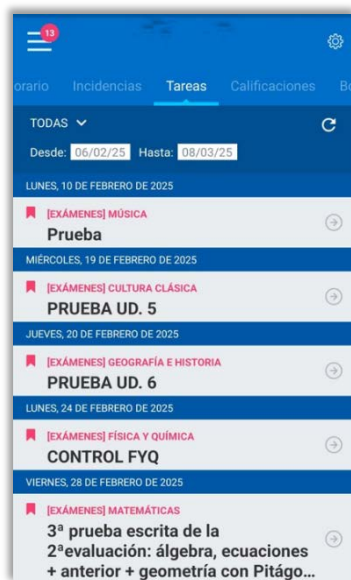 13
orario Incidencias Tareas Calificaciones Bo
TODAS
Desde: 06/02/25 Hasta: 08/03/25
LUNES, 10 DE FEBRERO DE 2025
[EXÁMENES] MÚSICA
Prueba
MIÉRCOLES, 19 DE FEBRERO DE 2025
[EXÁMENES] CULTURA CLÁSICA
PRUEBA UD. 5
JUEVES, 20 DE FEBRERO DE 2025
[EXÁMENES] GEOGRAFÍA E HISTORIA
PRUEBA UD. 6
LUNES, 24 DE FEBRERO DE 2025
[EXÁMENES] FÍSICA Y QUÍMICA
CONTROL FYQ
VIERNES, 28 DE FEBRERO DE 2025
[EXÁMENES] MATEMÁTICAS
3ª prueba escrita de la
2ªevaluación: álgebra, ecuaciones
+ anterior + geometría con Pitágo...